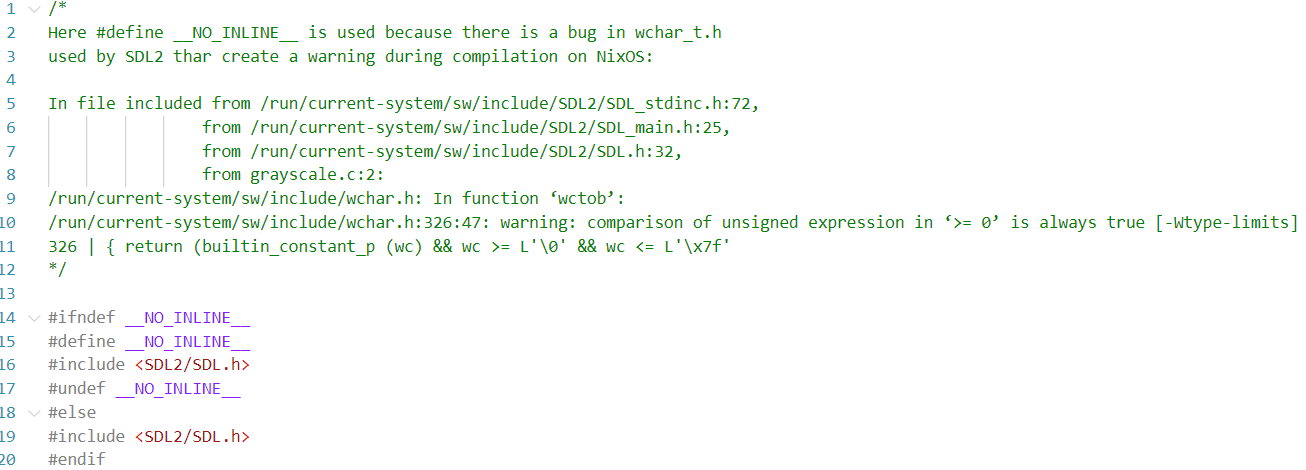 1 /*
2 Here #define __NO_INLINE__ is used because there is a bug in wchar_t.h
3 used by SDL2 thar create a warning during compilation on NixOS:
4
5 In file included from /run/current-system/sw/include/SDL2/SDL_stdinc.h:72,
6                  from /run/current-system/sw/include/SDL2/SDL_main.h:25,
7                  from /run/current-system/sw/include/SDL2/SDL.h:32,
8                  from grayscale.c:2:
9 /run/current-system/sw/include/wchar.h: In function ‘wctob’:
10 /run/current-system/sw/include/wchar.h:326:47: warning: comparison of unsigned expression in ‘>= 0’ is always true [-Wtype-limits]
11 326 | { return (builtin_constant_p (wc) && wc >= L'\0' && wc <= L'\x7f'
12 */
13
14 #ifndef __NO_INLINE__
15 #define __NO_INLINE__
16 #include <SDL2/SDL.h>
17 #undef __NO_INLINE__
18 #else
19 #include <SDL2/SDL.h>
20 #endif